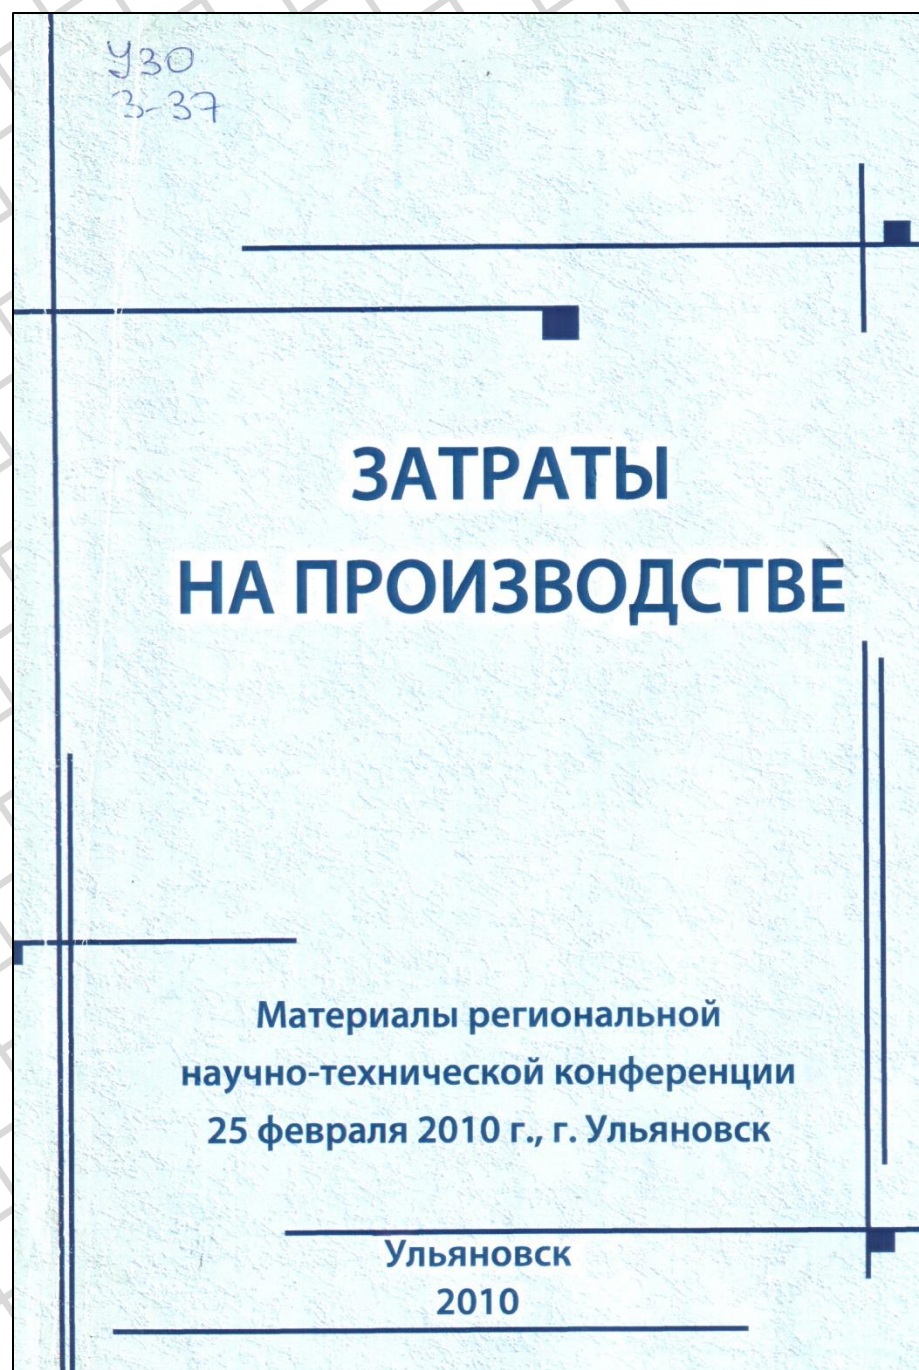 У30
З-37
ЗАТРАТЫ
НА ПРОИЗВОДСТВЕ
Материалы региональной
научно-технической конференции
25 февраля 2010 г., г. Ульяновск
Ульяновск
2010